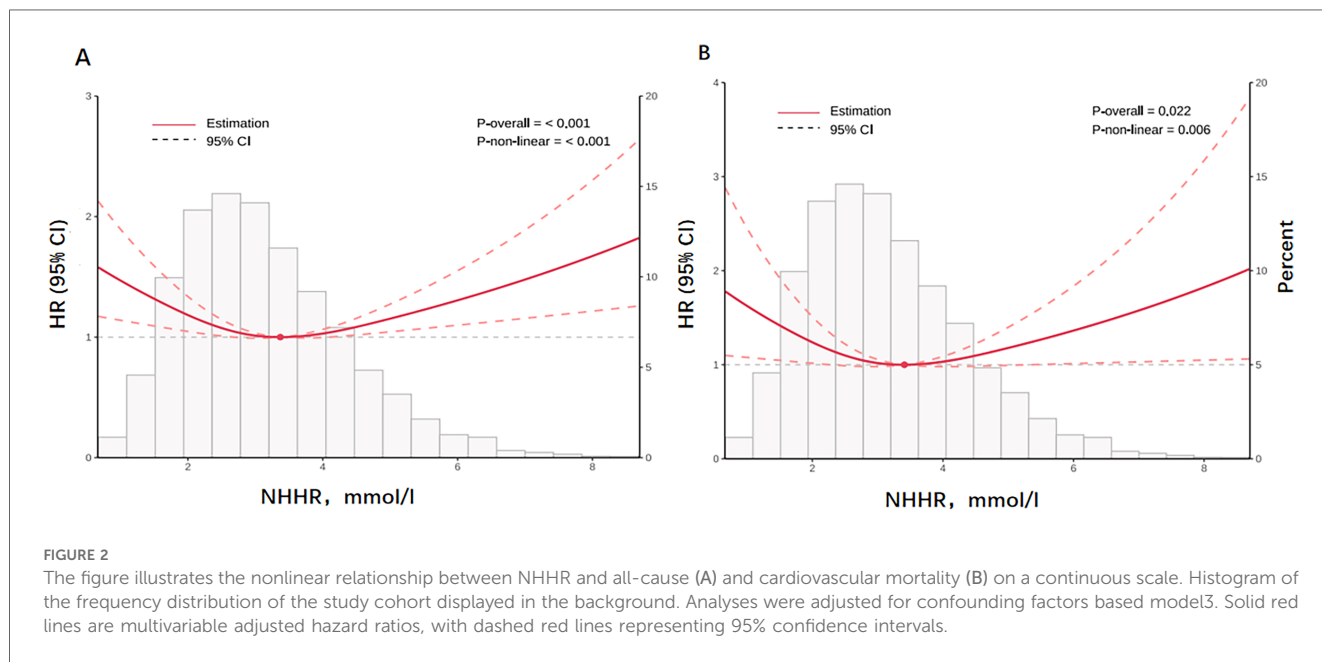 A
3
2
1
0
HR (95% CI)
Estimation
95% CI
P-overall = < 0.001
P-non-linear = < 0.001
20
15
10
5
0
2
4
6
8
NHHR, mmol/l
B
4
3
2
1
0
HR (95% CI)
Estimation
95% CI
P-overall = 0.022
P-non-linear = 0.006
20
15
10
5
0
Percent
2
4
6
8
NHHR, mmol/l
FIGURE 2
The figure illustrates the nonlinear relationship between NHHR and all-cause (A) and cardiovascular mortality (B) on a continuous scale. Histogram of
the frequency distribution of the study cohort displayed in the background. Analyses were adjusted for confounding factors based model3. Solid red
lines are multivariable adjusted hazard ratios, with dashed red lines representing 95% confidence intervals.